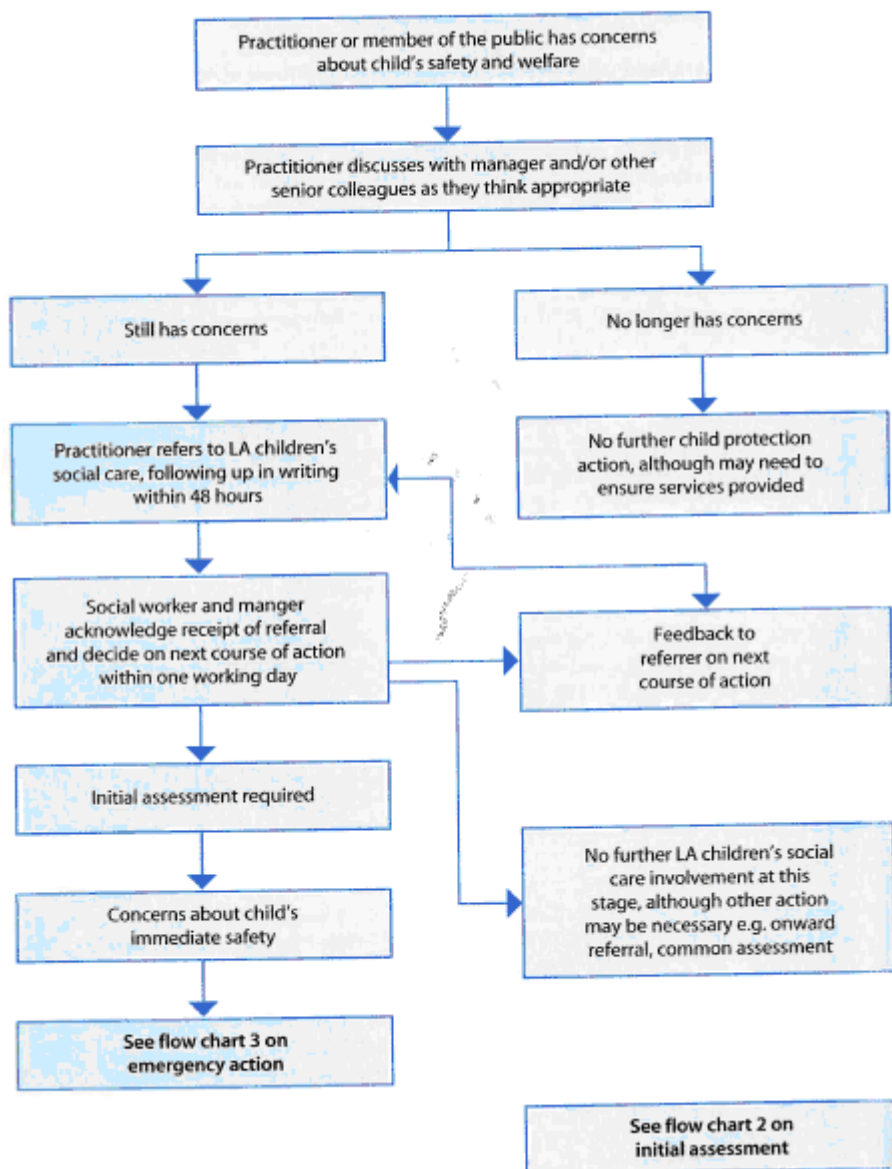 Practitioner or member of the public has concerns
about child's safety and welfare
Practitioner discusses with manager and/or other
senior colleagues as they think appropriate
Still has concerns
No longer has concerns
Practitioner refers to LA children's
social care, following up in writing
within 48 hours
No further child protection
action, although may need to
ensure services provided
Social worker and manger
acknowledge receipt of referral
and decide on next course of action
within one working day
Feedback to
referrer on next
course of action
Initial assessment required
No further LA children's social
care involvement at this
stage, although other action
may be necessary e.g. onward
referral, common assessment
Concerns about child's
immediate safety
See flow chart 3 on
emergency action
See flow chart 2 on
initial assessment